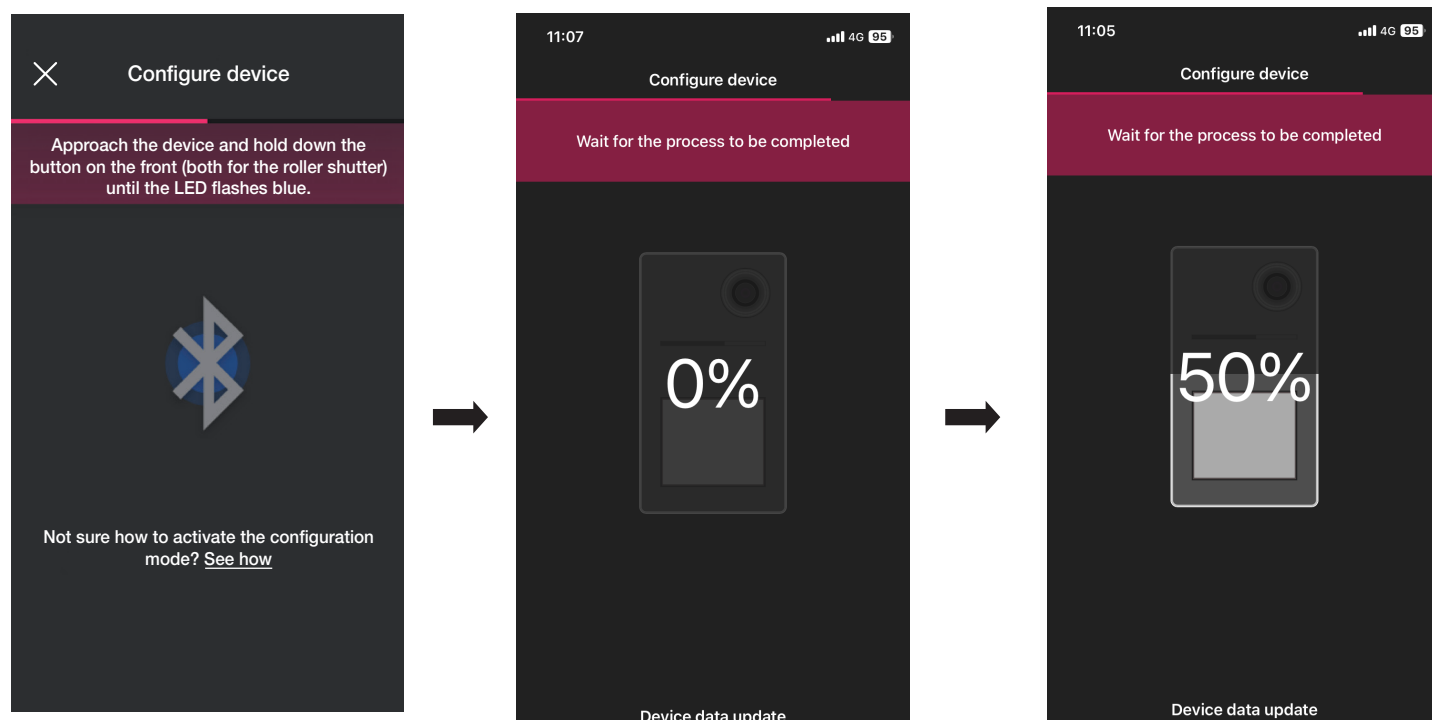 Configure device
Approach the device and hold down the
button on the front (both for the roller shutter)
until the LED flashes blue.
Not sure how to activate the configuration
mode? See how
11:07
4G 95
Configure device
Wait for the process to be completed
0%
Device data update
11:05
4G 95
Configure device
Wait for the process to be completed
50%
Device data update